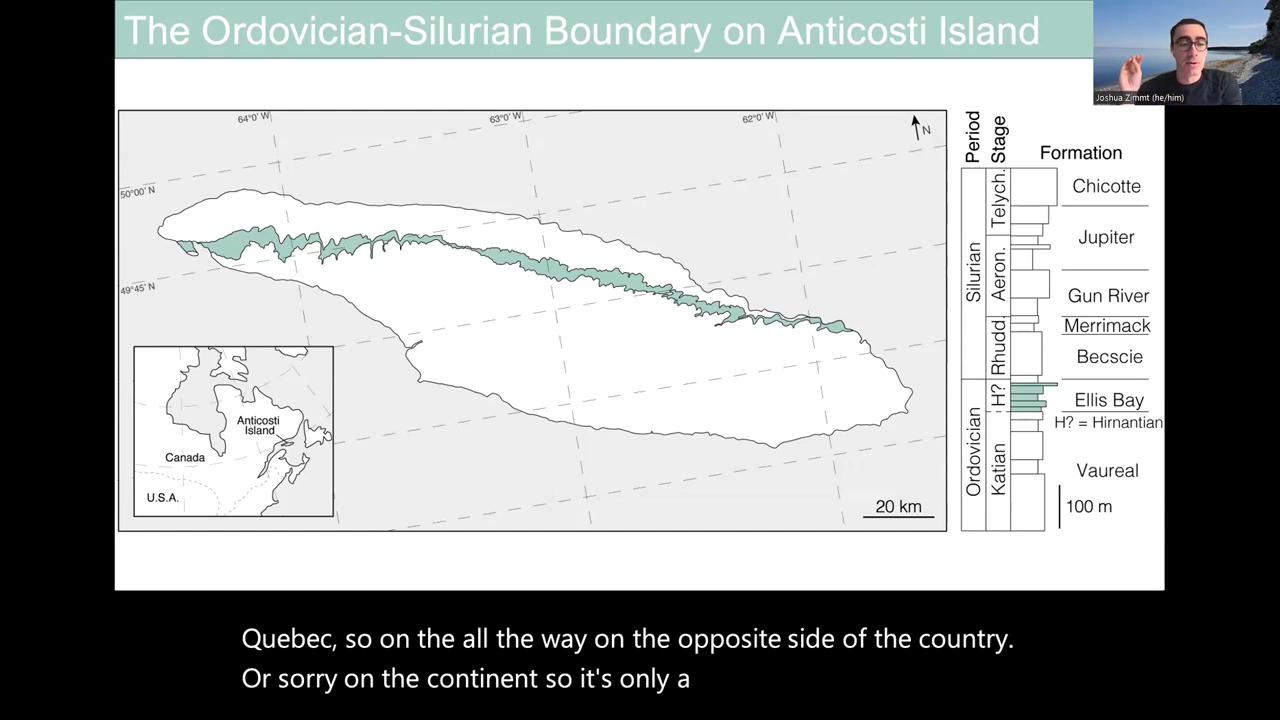 The Ordovician-Silurian Boundary on Anticosti Island
Joshua Zimmt (he/him)
64°0' W
63°0' W
62°0' W
N
50°00' N
49°45' N
Anticosti
Island
Canada
U.S.A.
20 km
Period
Stage
Formation
Silurian
Ordovician
Telych.
Aeron.
Rhudd.
H?
Katian
Chicotte
Jupiter
Gun River
Merrimack
Becscie
Ellis Bay
H? = Hirnantian
Vaureal
100 m
Quebec, so on the all the way on the opposite side of the country.
Or sorry on the continent so it's only a